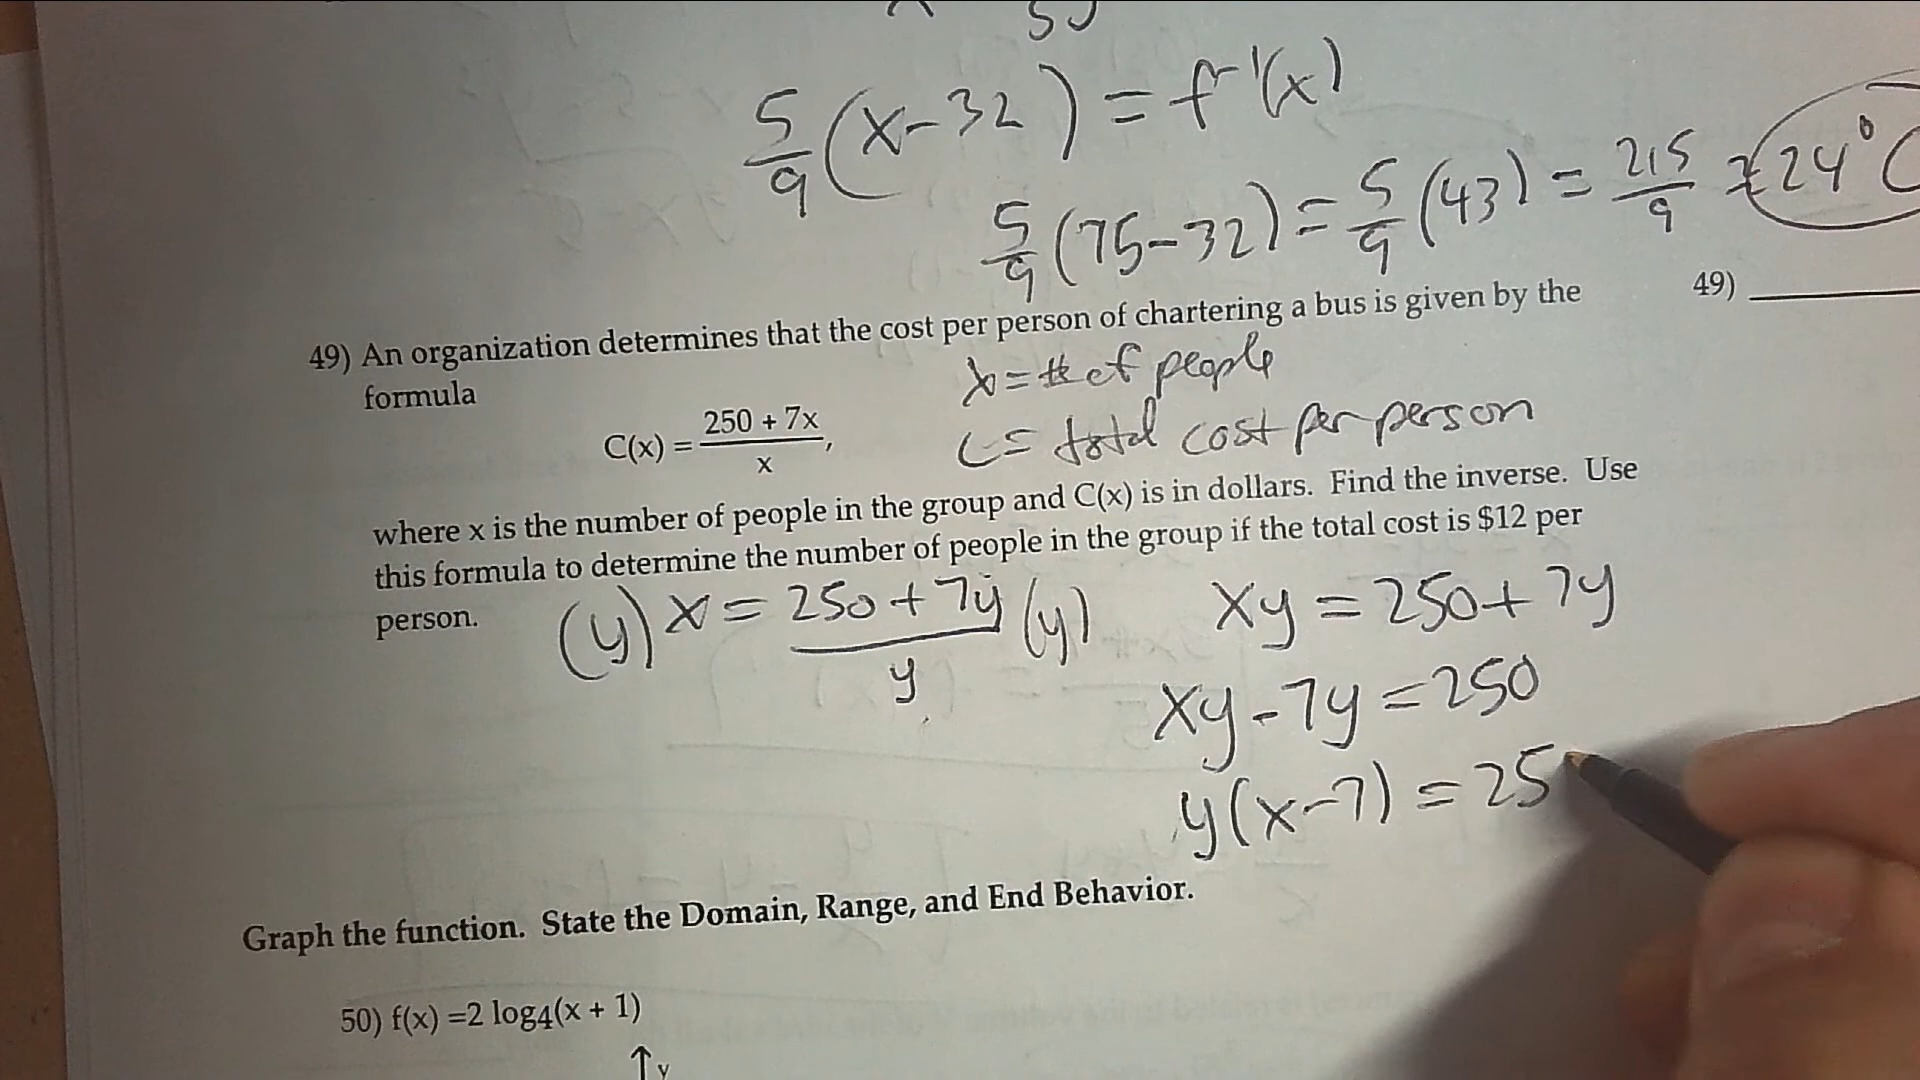 5/9 (x-32) = f⁻¹(x)
5/9 (75-32) = 5/9 (43) = 215/9 ≈ 24° C
49) An organization determines that the cost per person of chartering a bus is given by the 49)
formula
x = # of people
C(x) = (250 + 7x)/x,
C = total cost per person
where x is the number of people in the group and C(x) is in dollars. Find the inverse. Use
this formula to determine the number of people in the group if the total cost is $12 per
person.
(y) x = (250 + 7y)/y (y)
xy = 250 + 7y
xy - 7y = 250
y(x-7) = 25
Graph the function. State the Domain, Range, and End Behavior.
50) f(x) =2 log₄(x + 1)
y